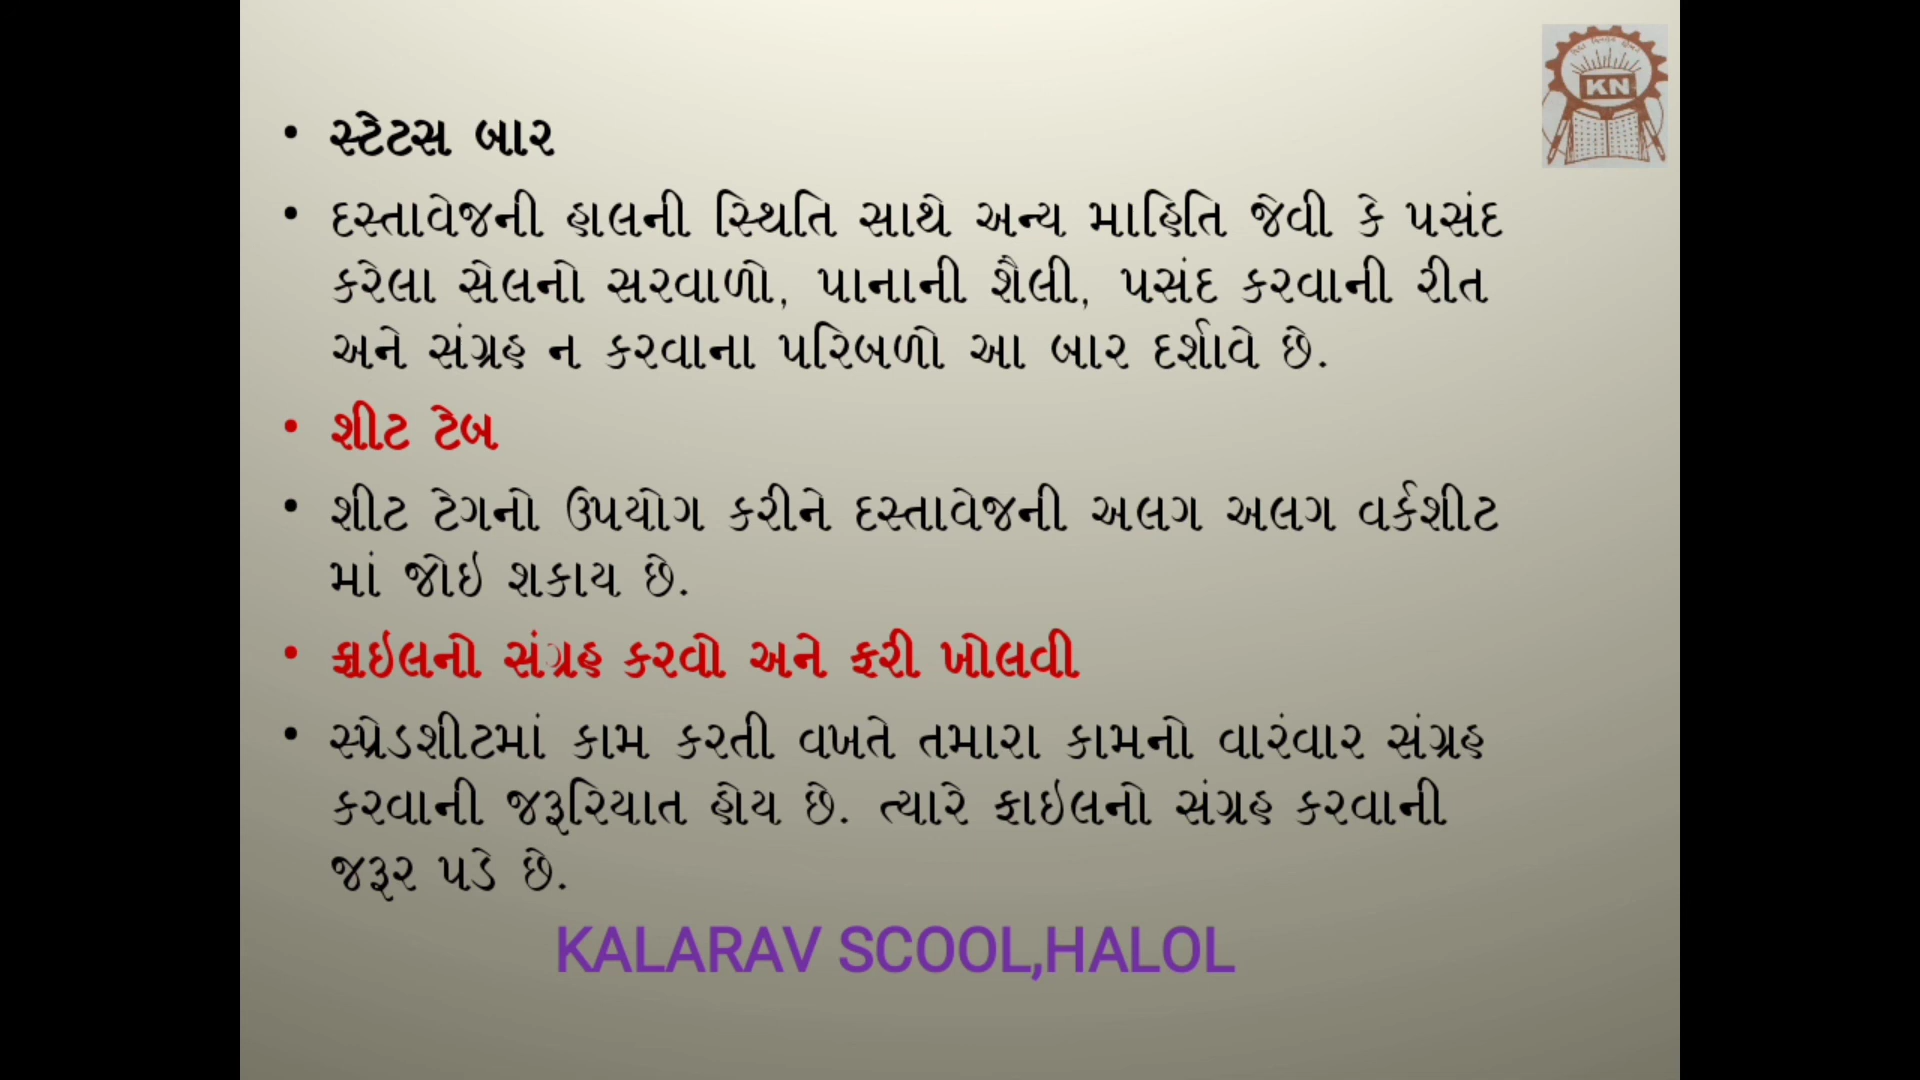 • સ્ટેટસ બાર
• દસ્તાવેજની હાલની સ્થિતિ સાથે અન્ય માહિતિ જેવી કે પસંદ
કરેલા સેલનો સરવાળો, પાનાની શૈલી, પસંદ કરવાની રીત
અને સંગ્રહ ન કરવાના પરિબળો આ બાર દર્શાવે છે.
• શીટ ટેબ
• શીટ ટેગનો ઉપયોગ કરીને દસ્તાવેજની અલગ અલગ વર્કશીટ
માં જોઇ શકાય છે.
• ફાઇલનો સંગ્રહ કરવો અને ફરી ખોલવી
• સ્પ્રેડશીટમાં કામ કરતી વખતે તમારા કામનો વારંવાર સંગ્રહ
કરવાની જરૂરિયાત હોય છે. ત્યારે ફાઇલનો સંગ્રહ કરવાની
જરૂર પડે છે.
KALARAV SCOOL,HALOL
KN